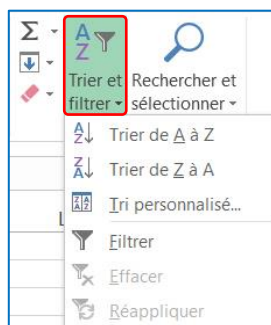 Trier et
filtrer
Rechercher et
sélectionner
Trier de A à Z
Trier de Z à A
Tri personnalisé...
Filtrer
Effacer
Réappliquer